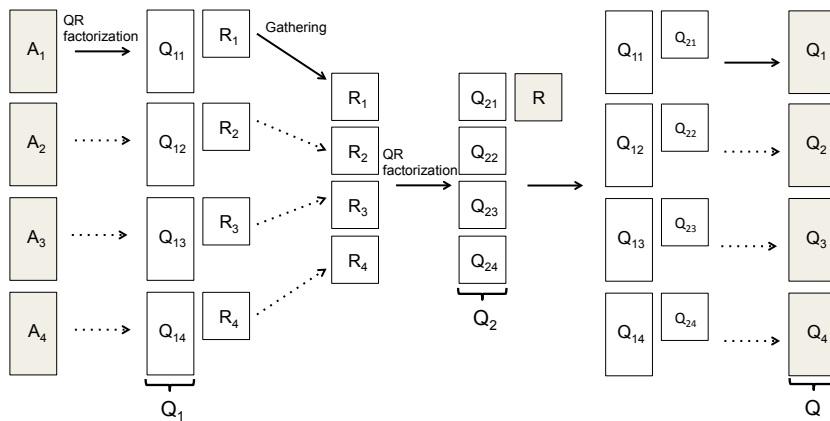 QR
factorization
Gathering
A1
Q11
R1
A2
Q12
R2
A3
Q13
R3
A4
Q14
R4
Q1
R1
R2
R3
R4
QR
factorization
Q21
R
Q22
Q23
Q24
Q2
Q11
Q21
Q1
Q12
Q22
Q2
Q13
Q23
Q3
Q14
Q24
Q4
Q